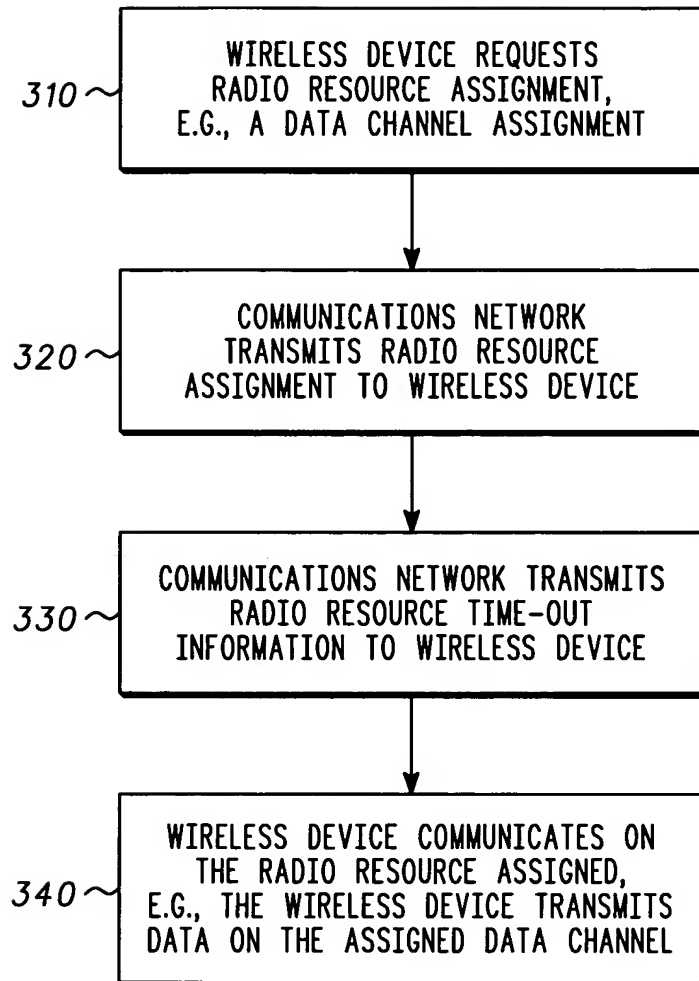 WIRELESS DEVICE REQUESTS
RADIO RESOURCE ASSIGNMENT,
E.G., A DATA CHANNEL ASSIGNMENT
310
COMMUNICATIONS NETWORK
TRANSMITS RADIO RESOURCE
ASSIGNMENT TO WIRELESS DEVICE
320
COMMUNICATIONS NETWORK TRANSMITS
RADIO RESOURCE TIME-OUT
INFORMATION TO WIRELESS DEVICE
330
WIRELESS DEVICE COMMUNICATES ON
THE RADIO RESOURCE ASSIGNED,
E.G., THE WIRELESS DEVICE TRANSMITS
DATA ON THE ASSIGNED DATA CHANNEL
340